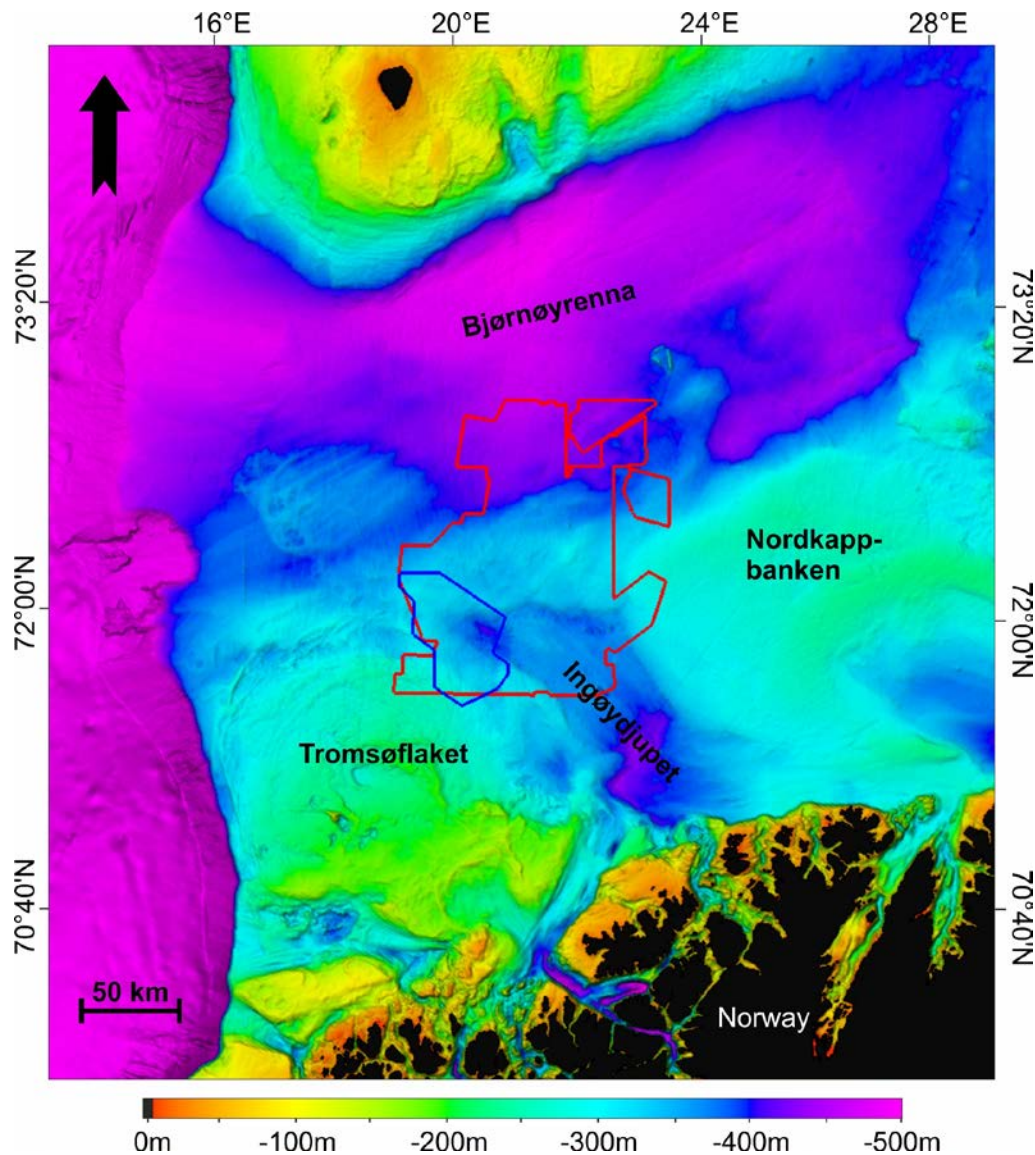 16°E 20°E 24°E 28°E
73°20'N
73°20'N
Bjørnøyrenna
Nordkapp-
banken
72°00'N
72°00'N
Ingøydjupet
Tromsøflaket
70°40'N
70°40'N
50 km
Norway
0m -100m -200m -300m -400m -500m